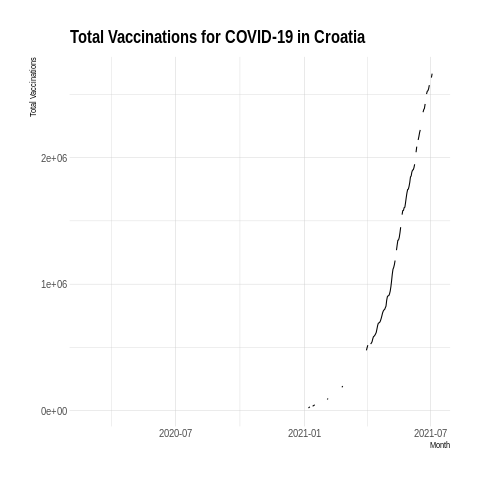 Total Vaccinations for COVID-19 in Croatia
Total Vaccinations
2e+06
1e+06
0e+00
2020-07
2021-01
2021-07
Month